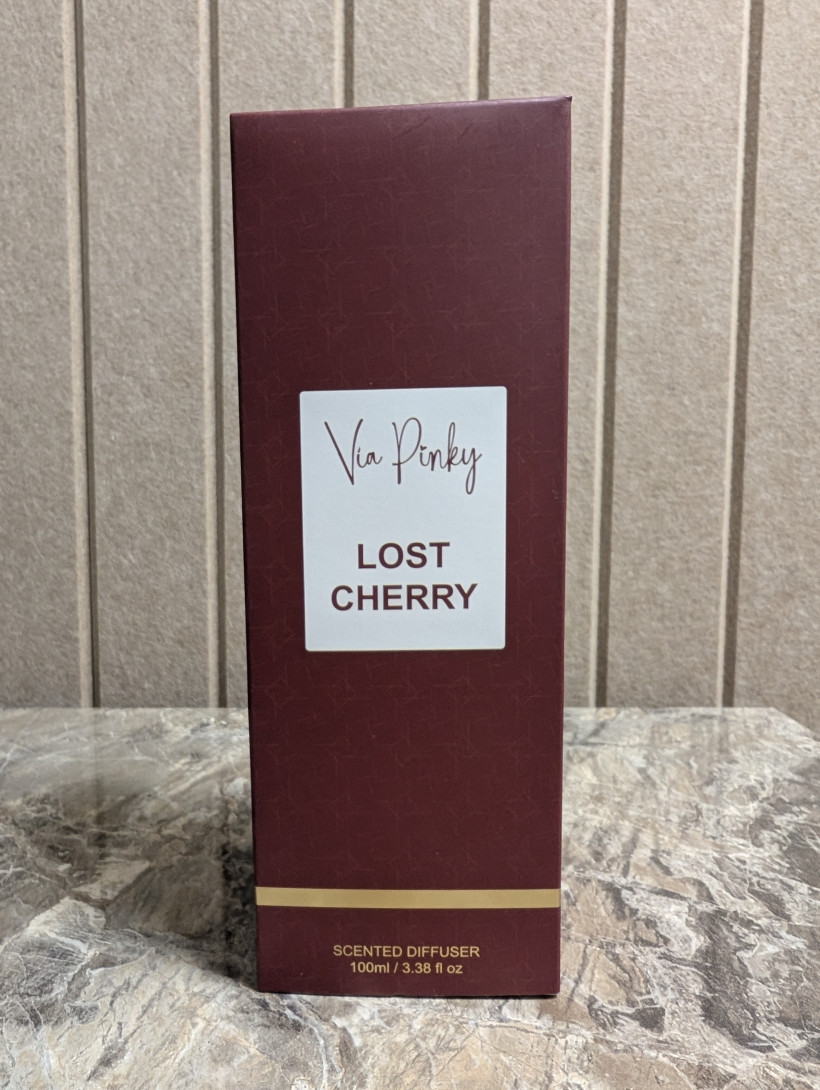 Via Pinky
LOST
CHERRY
SCENTED DIFFUSER
100ml / 3.38 fl oz